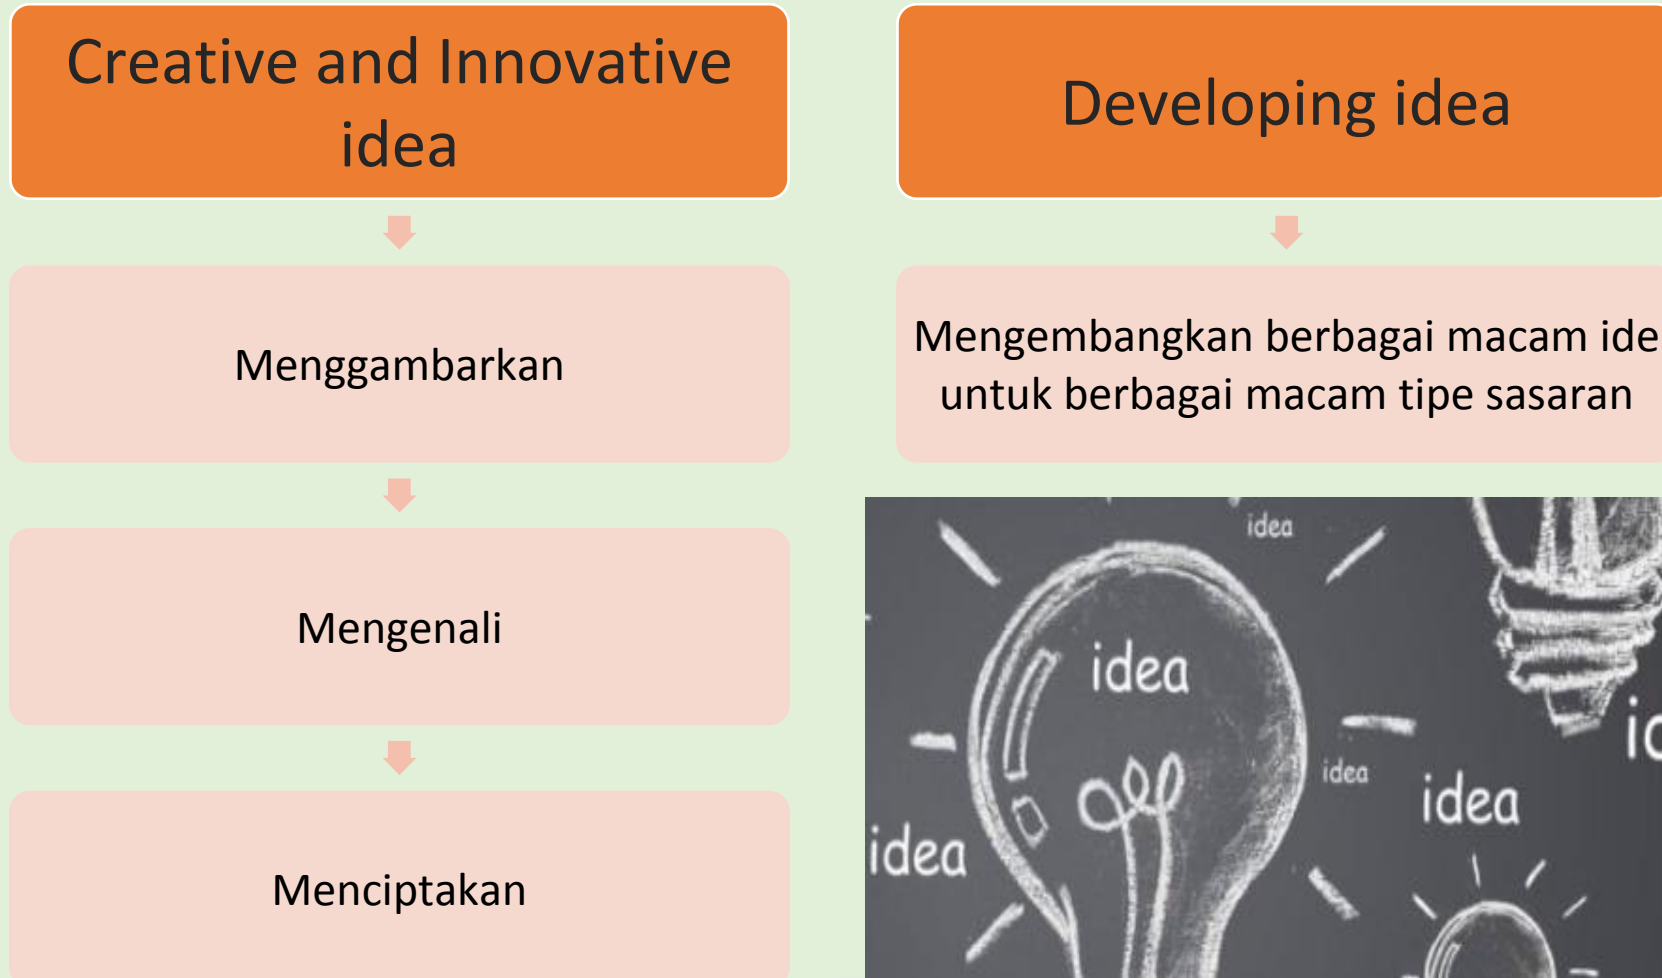 Creative and Innovative
idea
Menggambarkan
Mengenali
Menciptakan
Developing idea
Mengembangkan berbagai macam ide
untuk berbagai macam tipe sasaran
idea
idea
idea
idea
idea